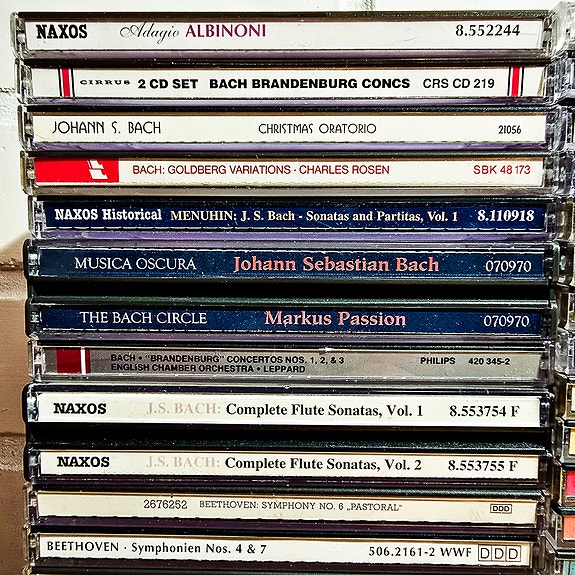 NAXOS Adagio ALBINONI 8.552244
CIRRUS 2 CD SET BACH BRANDENBURG CONCS CRS CD 219
JOHANN S. BACH CHRISTMAS ORATORIO 21056
BACH: GOLDBERG VARIATIONS · CHARLES ROSEN SBK 48 173
NAXOS Historical MENUHIN: J. S. Bach - Sonatas and Partitas, Vol. 1 8.110918
MUSICA OSCURA Johann Sebastian Bach 070970
THE BACH CIRCLE Markus Passion 070970
BACH • "BRANDENBURG" CONCERTOS NOS. 1, 2, & 3 PHILIPS 420 345-2
ENGLISH CHAMBER ORCHESTRA • LEPPARD
NAXOS J.S. BACH: Complete Flute Sonatas, Vol. 1 8.553754 F
NAXOS J.S. BACH: Complete Flute Sonatas, Vol. 2 8.553755 F
2676252 BEETHOVEN: SYMPHONY NO. 6 „PASTORAL" DDD
BEETHOVEN · Symphonien Nos. 4 & 7 506.2161-2 WWF DDD